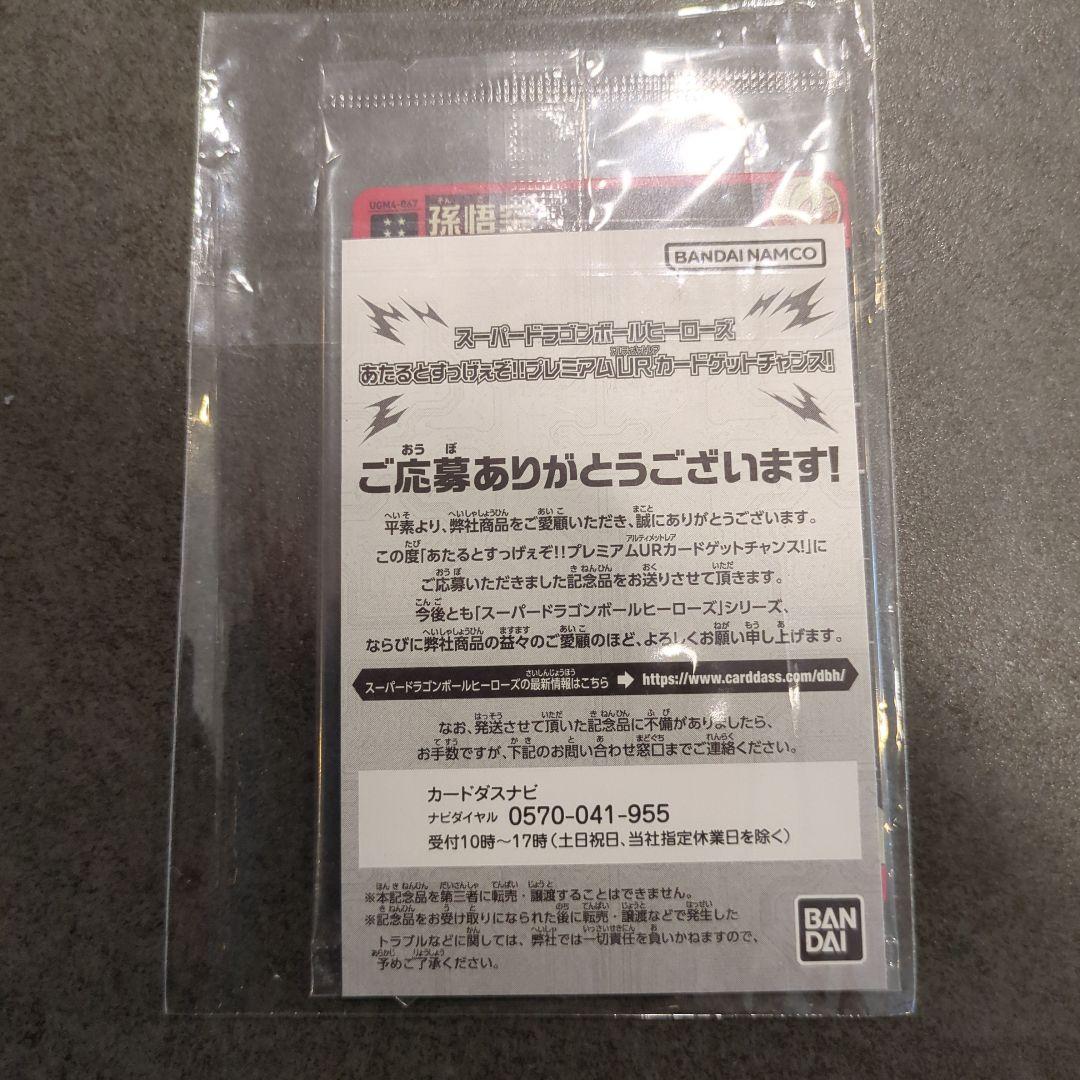 UGM4-067
孫悟空
BANDAI NAMCO
スーパードラゴンボールヒーローズ
あたるとすっげぇぞ!!プレミアムURカードゲットチャンス!
ご応募ありがとうございます!
平素より、弊社商品をご愛顧いただき、誠にありがとうございます。
この度「あたるとすっげぇぞ!!プレミアムURカードゲットチャンス!」に
ご応募いただきました記念品をお送りさせて頂きます。
今後とも「スーパードラゴンボールヒーローズ」シリーズ、
ならびに弊社商品の益々のご愛顧のほど、よろしくお願い申し上げます。
スーパードラゴンボールヒーローズの最新情報はこちら ➡ https://www.carddass.com/dbh/
なお、発送させて頂いた記念品に不備がありましたら、
お手数ですが、下記のお問い合わせ窓口までご連絡ください。
カードダスナビ
ナビダイヤル 0570-041-955
受付10時～17時(土日祝日、当社指定休業日を除く)
※本記念品を第三者に転売・譲渡することはできません。
※記念品をお受け取りになられた後に転売・譲渡などで発生した
トラブルなどに関しては、弊社では一切責任を負いかねますので、
予めご了承ください。
BAN
DAI